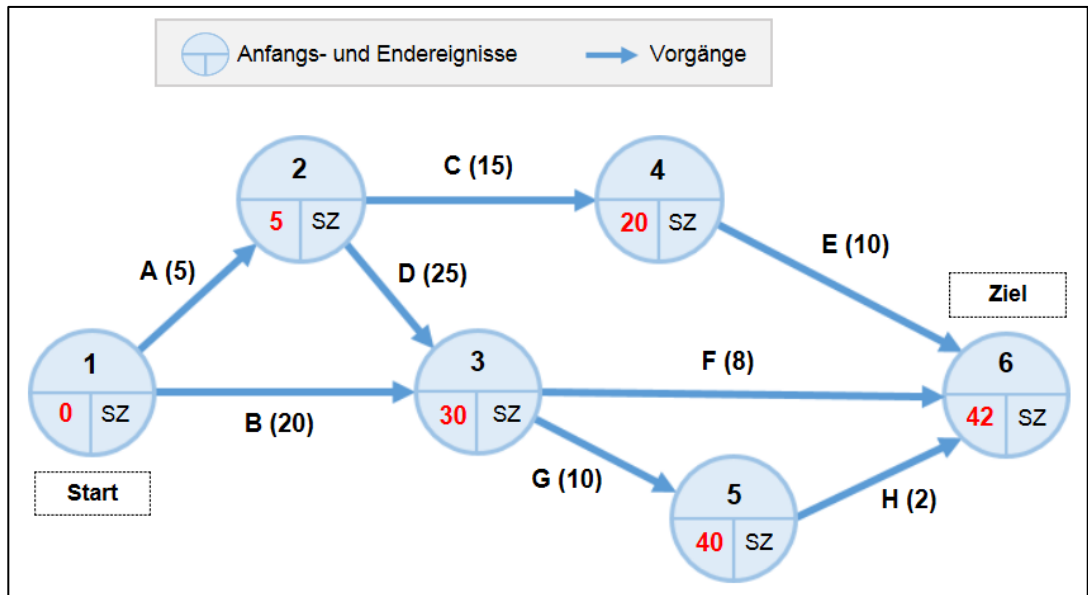 Anfangs- und Endereignisse
Vorgänge
2
5 SZ
C (15)
4
20 SZ
A (5)
D (25)
E (10)
Ziel
1
0 SZ
B (20)
3
30 SZ
F (8)
6
42 SZ
Start
G (10)
5
40 SZ
H (2)